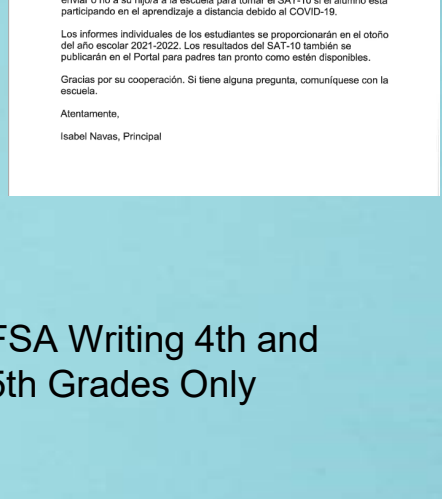 enviar o no a su hijo/a a la escuela para tomar el SAT-10 si el alumno está
participando en el aprendizaje a distancia debido al COVID-19.
Los informes individuales de los estudiantes se proporcionarán en el otoño
del año escolar 2021-2022. Los resultados del SAT-10 también se
publicarán en el Portal para padres tan pronto como estén disponibles.
Gracias por su cooperación. Si tiene alguna pregunta, comuníquese con la
escuela.
Atentamente,
Isabel Navas, Principal
FSA Writing 4th and
5th Grades Only